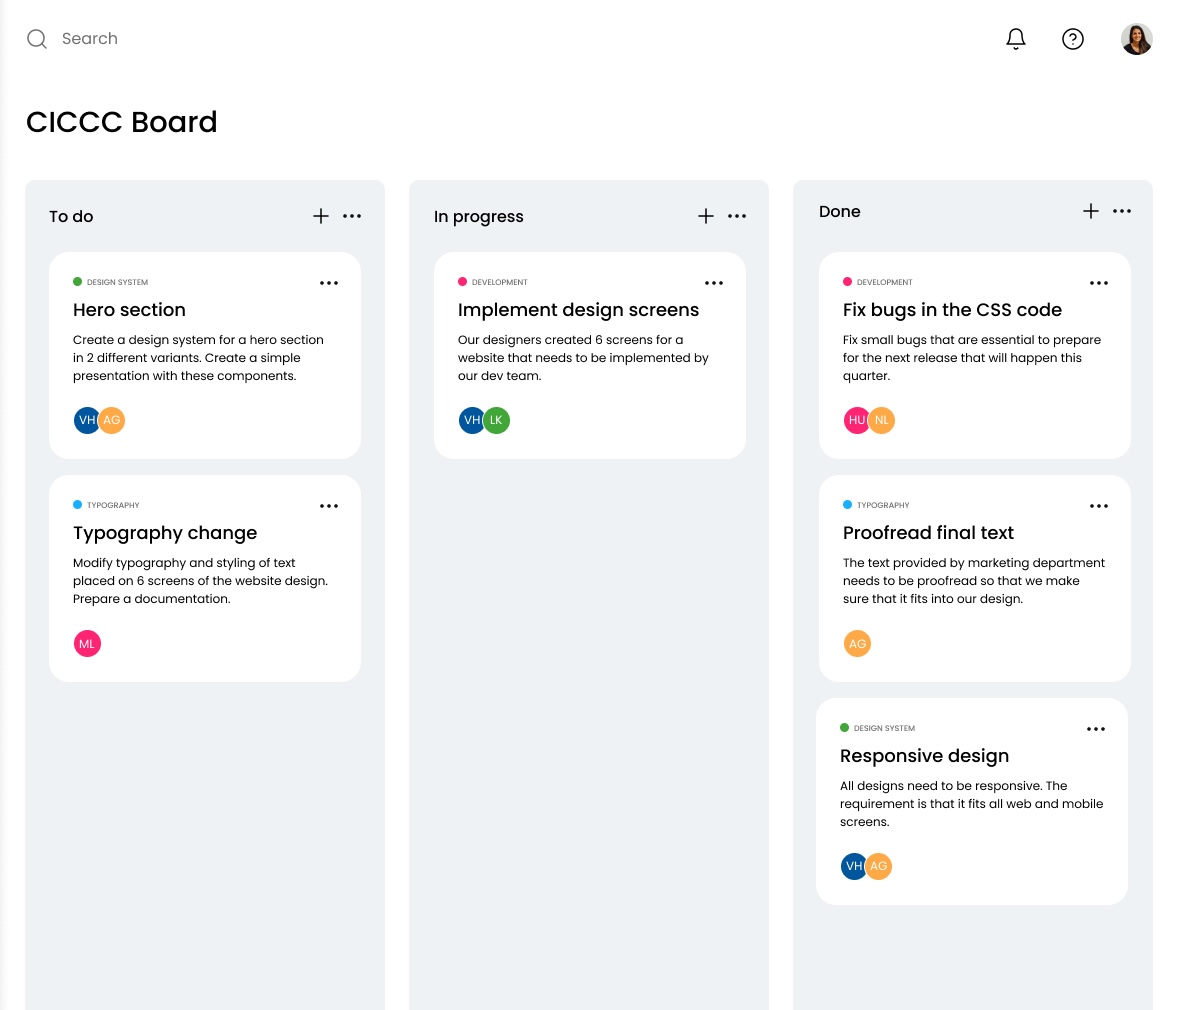 Search
CICCC Board
To do
DESIGN SYSTEM
Hero section
Create a design system for a hero section
in 2 different variants. Create a simple
presentation with these components.
VH AG
TYPOGRAPHY
Typography change
Modify typography and styling of text
placed on 6 screens of the website design.
Prepare a documentation.
ML
In progress
DEVELOPMENT
Implement design screens
Our designers created 6 screens for a
website that needs to be implemented by
our dev team.
VH LK
Done
DEVELOPMENT
Fix bugs in the CSS code
Fix small bugs that are essential to prepare
for the next release that will happen this
quarter.
HU NL
TYPOGRAPHY
Proofread final text
The text provided by marketing department
needs to be proofread so that we make
sure that it fits into our design.
AG
DESIGN SYSTEM
Responsive design
All designs need to be responsive. The
requirement is that it fits all web and mobile
screens.
VH AG